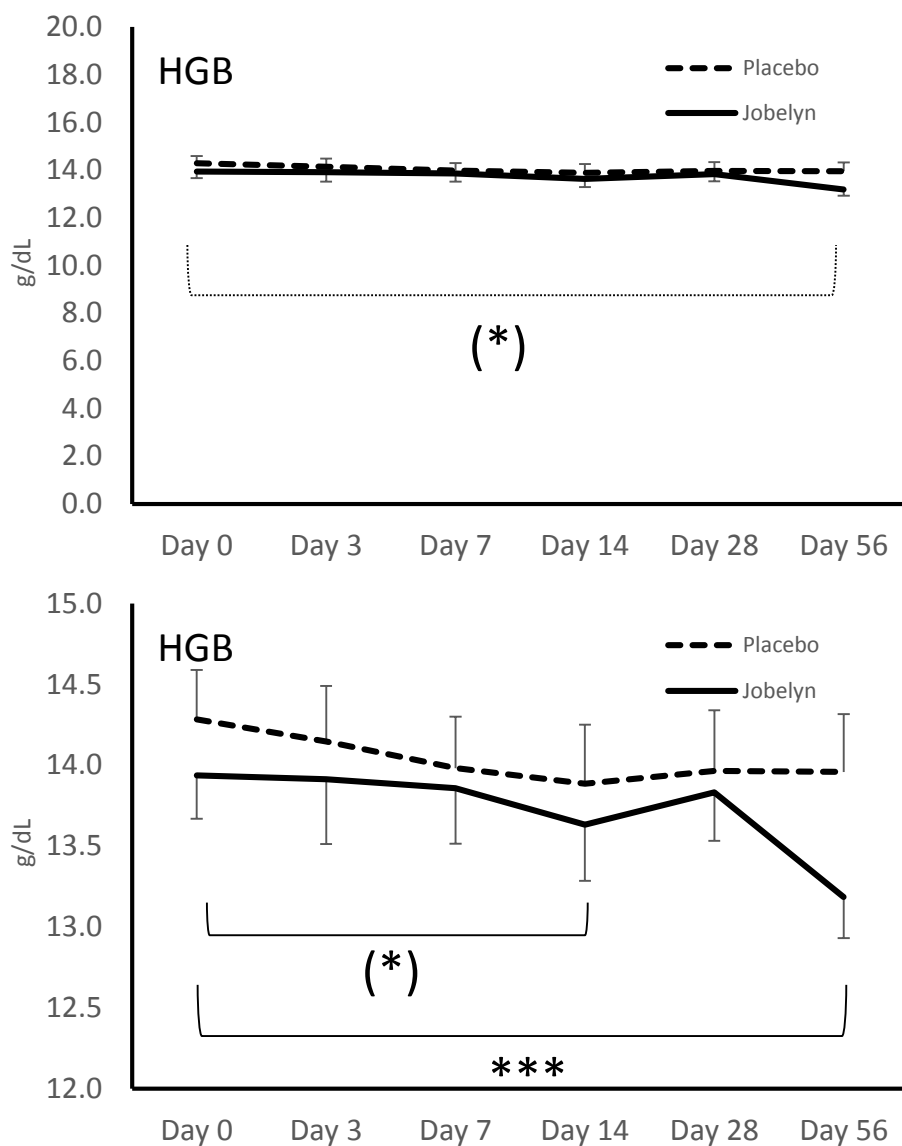 20.0
18.0
16.0
14.0
12.0
10.0
8.0
6.0
4.0
2.0
0.0
g/dL
HGB
Placebo
Jobelyn
(*)
Day 0 Day 3 Day 7 Day 14 Day 28 Day 56
15.0
14.5
14.0
13.5
13.0
12.5
12.0
g/dL
HGB
Placebo
Jobelyn
(*)
***
Day 0 Day 3 Day 7 Day 14 Day 28 Day 56